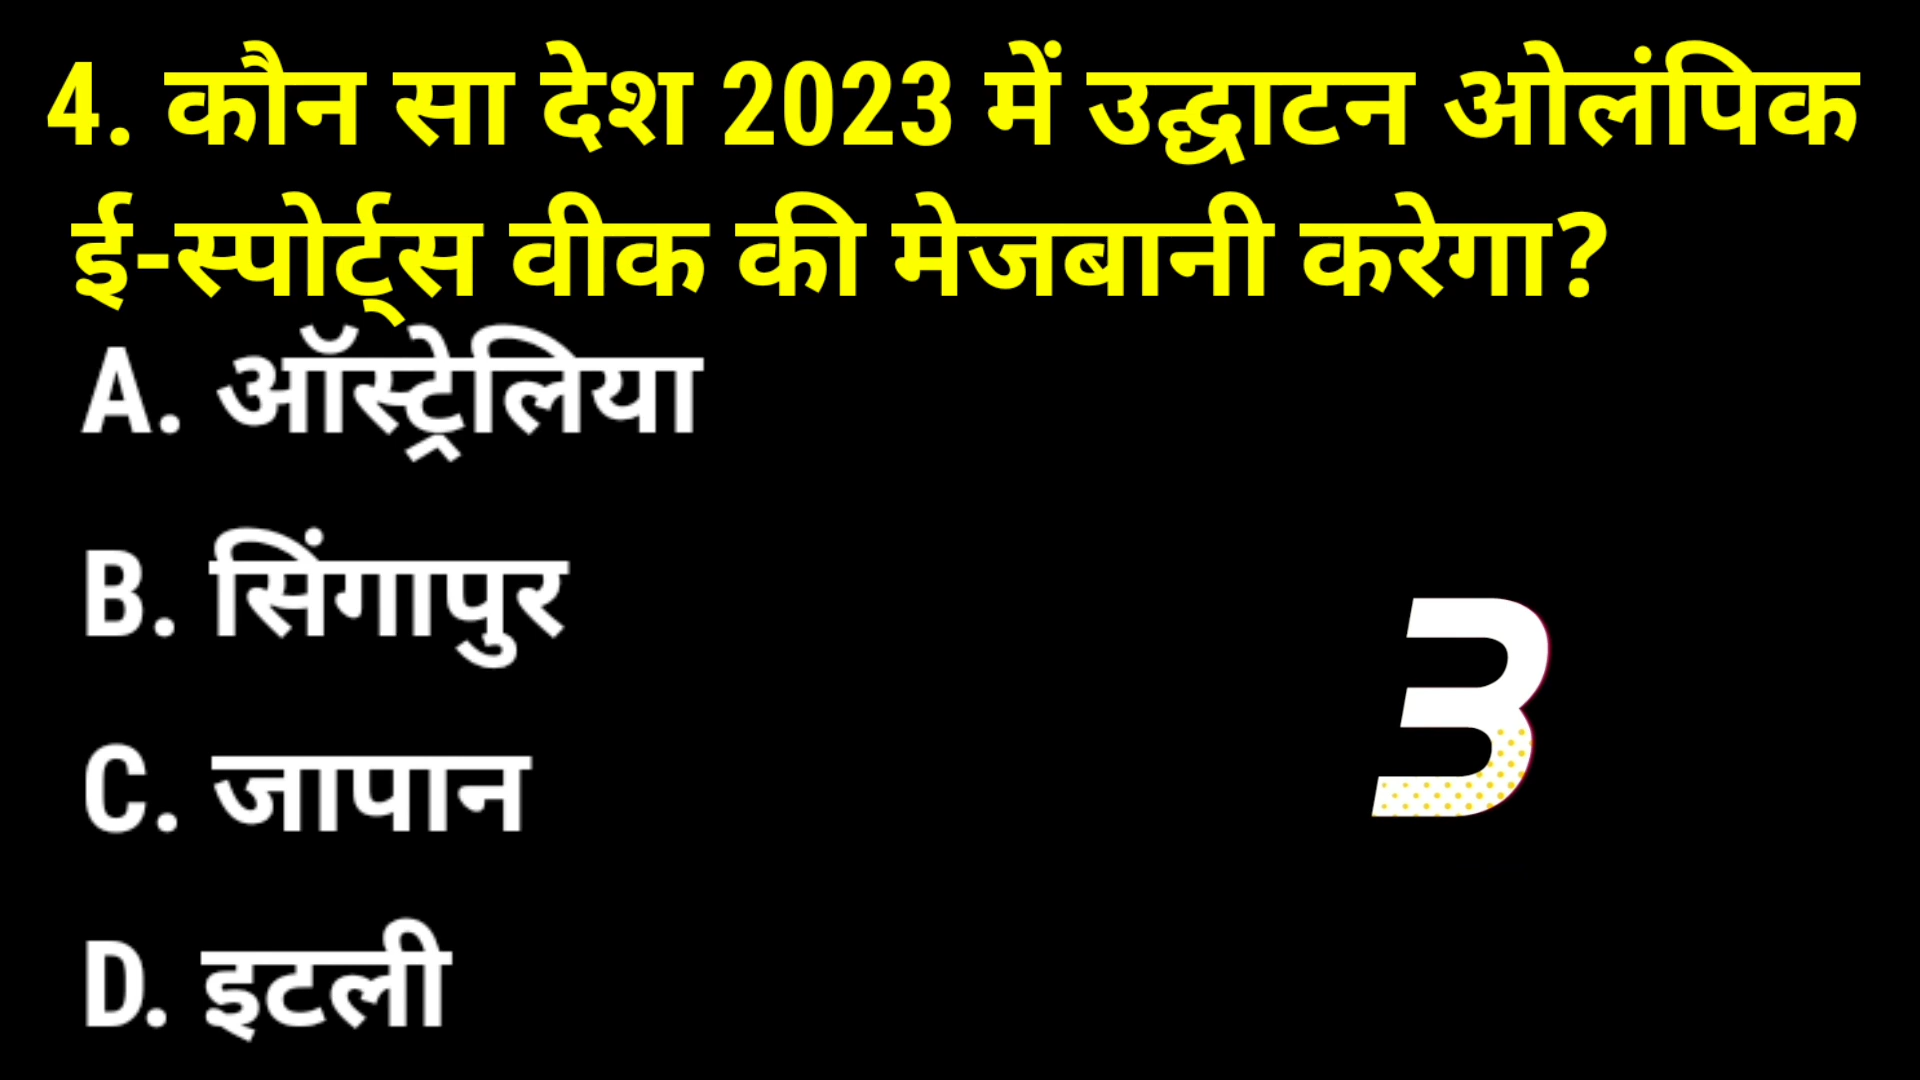 4. कौन सा देश 2023 में उद्घाटन ओलंपिक
ई-स्पोर्ट्स वीक की मेजबानी करेगा?
A. ऑस्ट्रेलिया
B. सिंगापुर
3
C. जापान
D. इटली